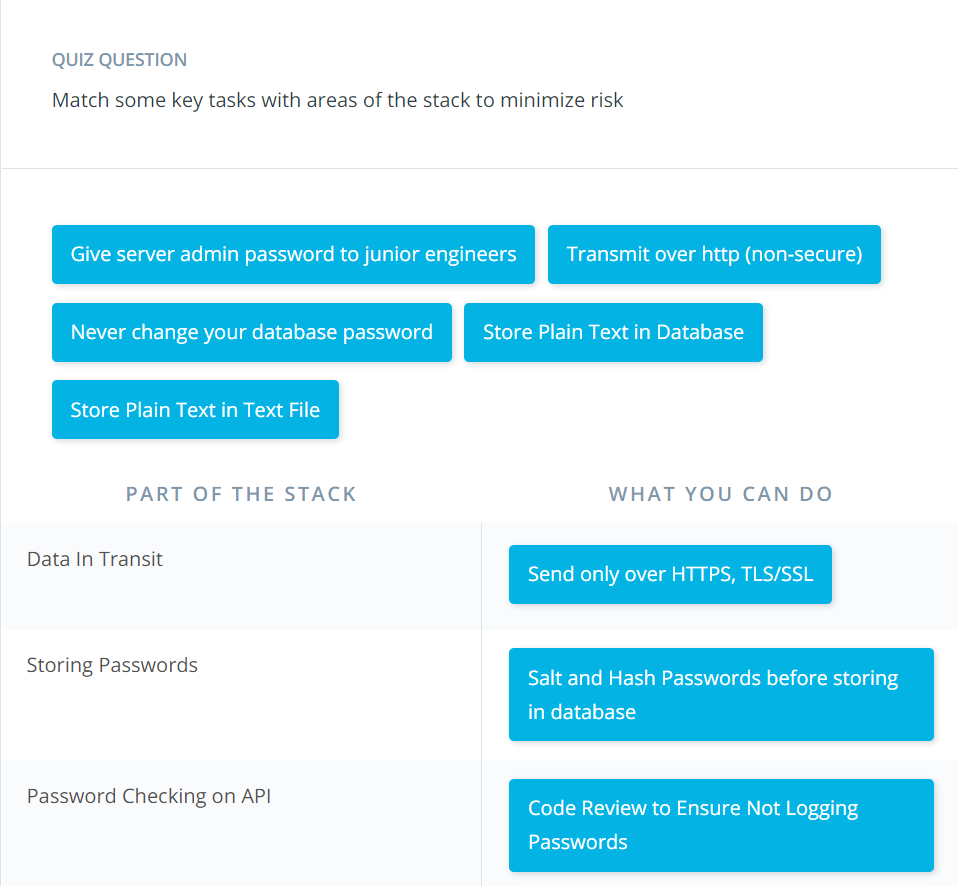 QUIZ QUESTION
Match some key tasks with areas of the stack to minimize risk
Give server admin password to junior engineers
Transmit over http (non-secure)
Never change your database password
Store Plain Text in Database
Store Plain Text in Text File
PART OF THE STACK
WHAT YOU CAN DO
Data In Transit
Send only over HTTPS, TLS/SSL
Storing Passwords
Salt and Hash Passwords before storing
in database
Password Checking on API
Code Review to Ensure Not Logging
Passwords